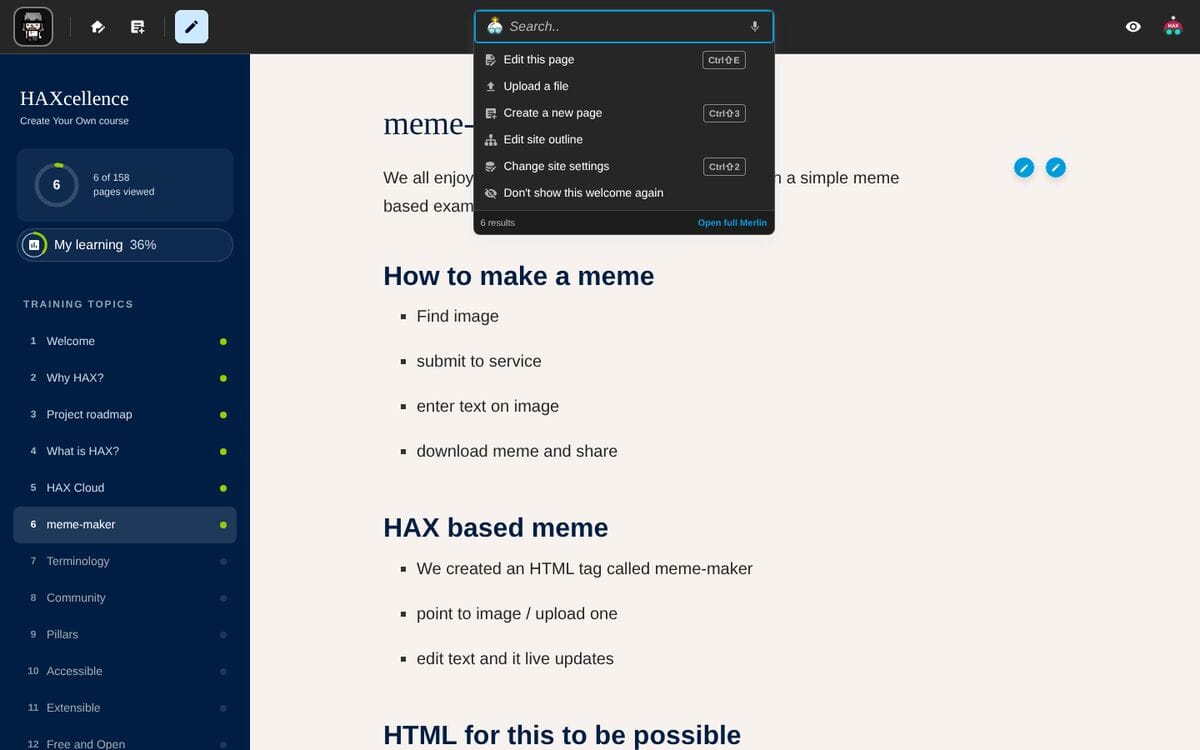 Search..
Edit this page Ctrl⇧E
Upload a file
Create a new page Ctrl⇧3
Edit site outline
Change site settings Ctrl⇧2
Don't show this welcome again
6 results Open full Merlin
HAX
HAXcellence
Create Your Own course
6
6 of 158
pages viewed
My learning 36%
TRAINING TOPICS
1 Welcome
2 Why HAX?
3 Project roadmap
4 What is HAX?
5 HAX Cloud
6 meme-maker
7 Terminology
8 Community
9 Pillars
10 Accessible
11 Extensible
12 Free and Open
meme-
We all enjoy a simple meme
based exam
How to make a meme
Find image
submit to service
enter text on image
download meme and share
HAX based meme
We created an HTML tag called meme-maker
point to image / upload one
edit text and it live updates
HTML for this to be possible